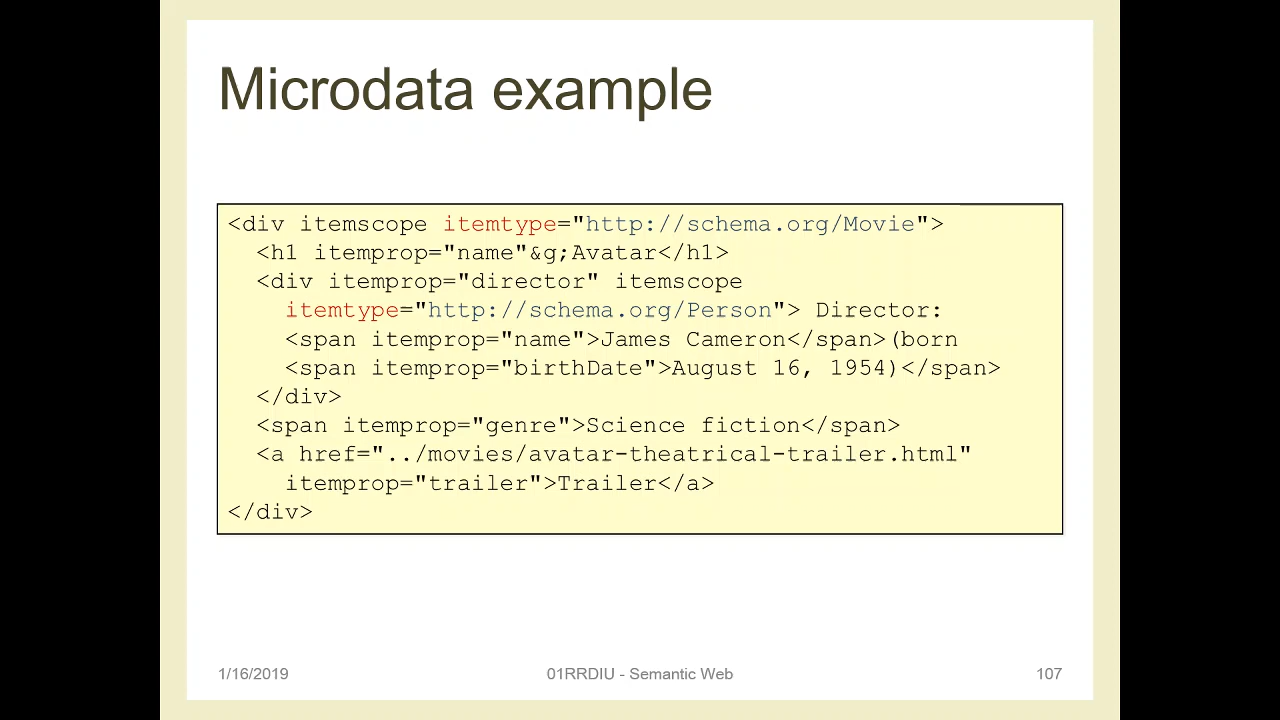 Microdata example
<div itemscope itemtype="http://schema.org/Movie">
<h1 itemprop="name"&g;Avatar</h1>
<div itemprop="director" itemscope
itemtype="http://schema.org/Person"> Director:
<span itemprop="name">James Cameron</span>(born
<span itemprop="birthDate">August 16, 1954)</span>
</div>
<span itemprop="genre">Science fiction</span>
<a href="../movies/avatar-theatrical-trailer.html"
itemprop="trailer">Trailer</a>
</div>
1/16/2019
01RRDIU - Semantic Web
107